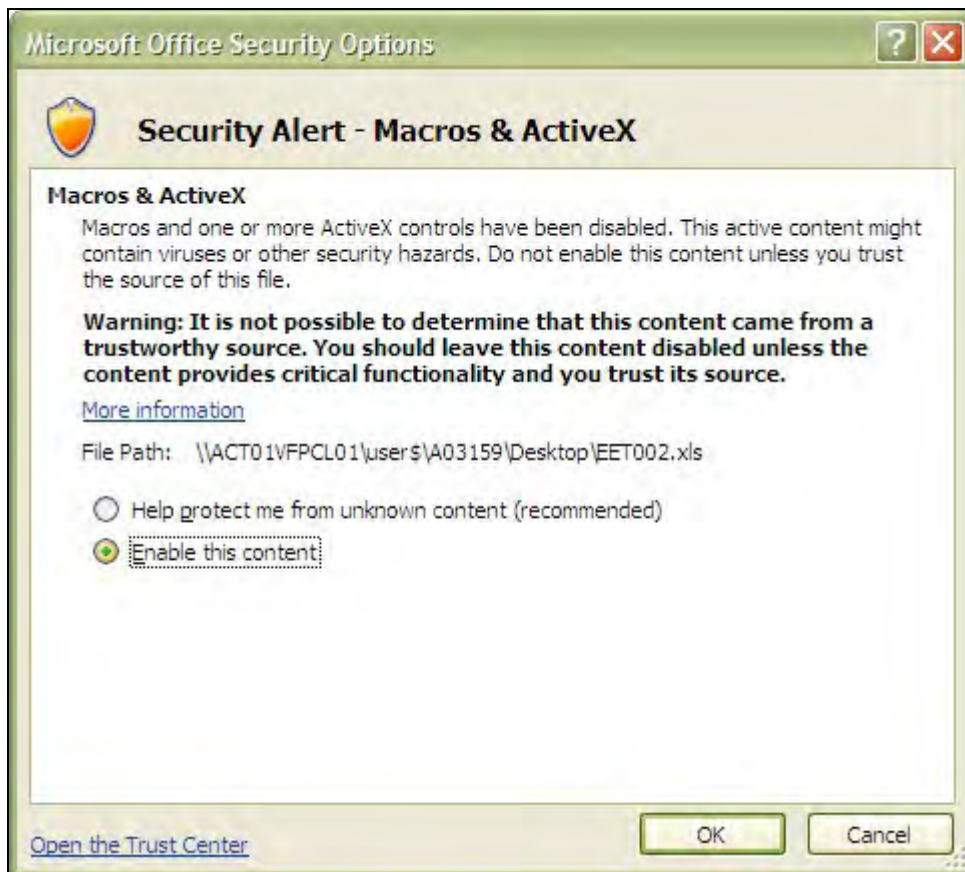 Microsoft Office Security Options
Security Alert - Macros & ActiveX
Macros & ActiveX
Macros and one or more ActiveX controls have been disabled. This active content might
contain viruses or other security hazards. Do not enable this content unless you trust
the source of this file.
Warning: It is not possible to determine that this content came from a
trustworthy source. You should leave this content disabled unless the
content provides critical functionality and you trust its source.
More information
File Path: \\ACT01VFPCL01\user$\A03159\Desktop\EET002.xls
Help protect me from unknown content (recommended)
Enable this content
Open the Trust Center
OK
Cancel